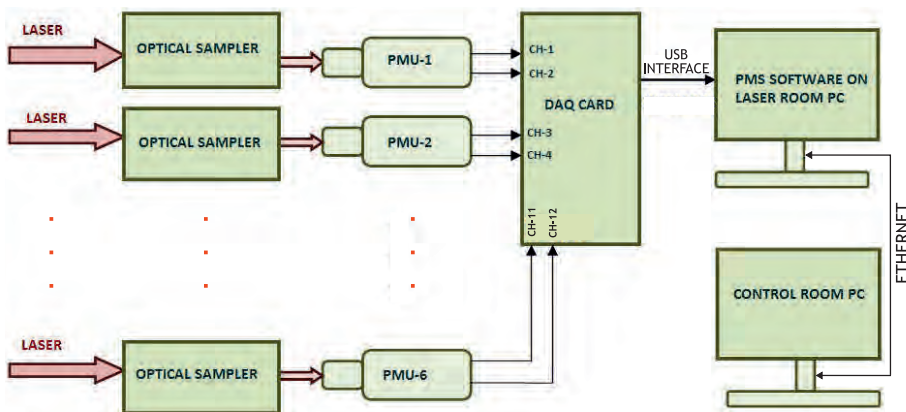 LASER
OPTICAL SAMPLER
PMU-1
CH-1
CH-2
DAQ CARD
USB
INTERFACE
PMS SOFTWARE ON
LASER ROOM PC
LASER
OPTICAL SAMPLER
PMU-2
CH-3
CH-4
CH-11
CH-12
ETHERNET
CONTROL ROOM PC
LASER
OPTICAL SAMPLER
PMU-6